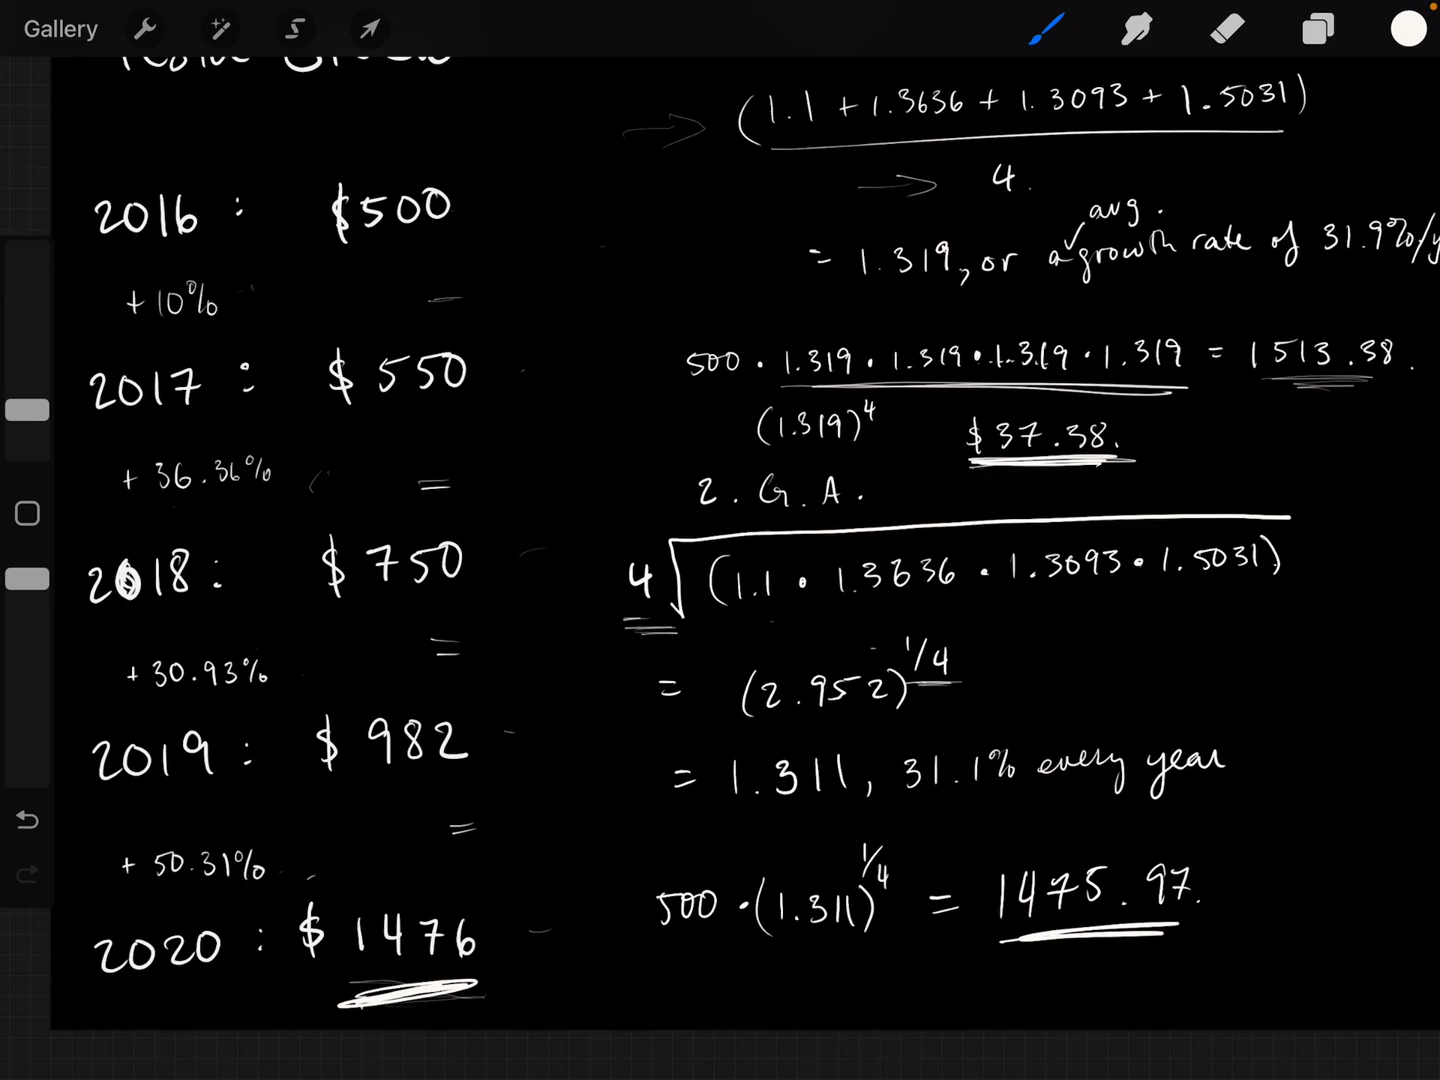 Gallery
2016 : $500
+10%
2017 : $550
+ 36.36%
2018 : $750
+30.93%
2019 : $982
+ 50.31%
2020 : $1476
(1.1 + 1.3636 + 1.3093 + 1.5031)
4.
avg.
= 1.319, or a growth rate of 31.9%/y
500 · 1.319 · 1.319 · 1.319 · 1.319 = 1513.38.
(1.319)^4
$37.38.
2. G. A.
4√(1.1 · 1.3636 · 1.3093 · 1.5031)
= (2.952)^1/4
= 1.311, 31.1% every year
500 · (1.311)^1/4 = 1475.97.